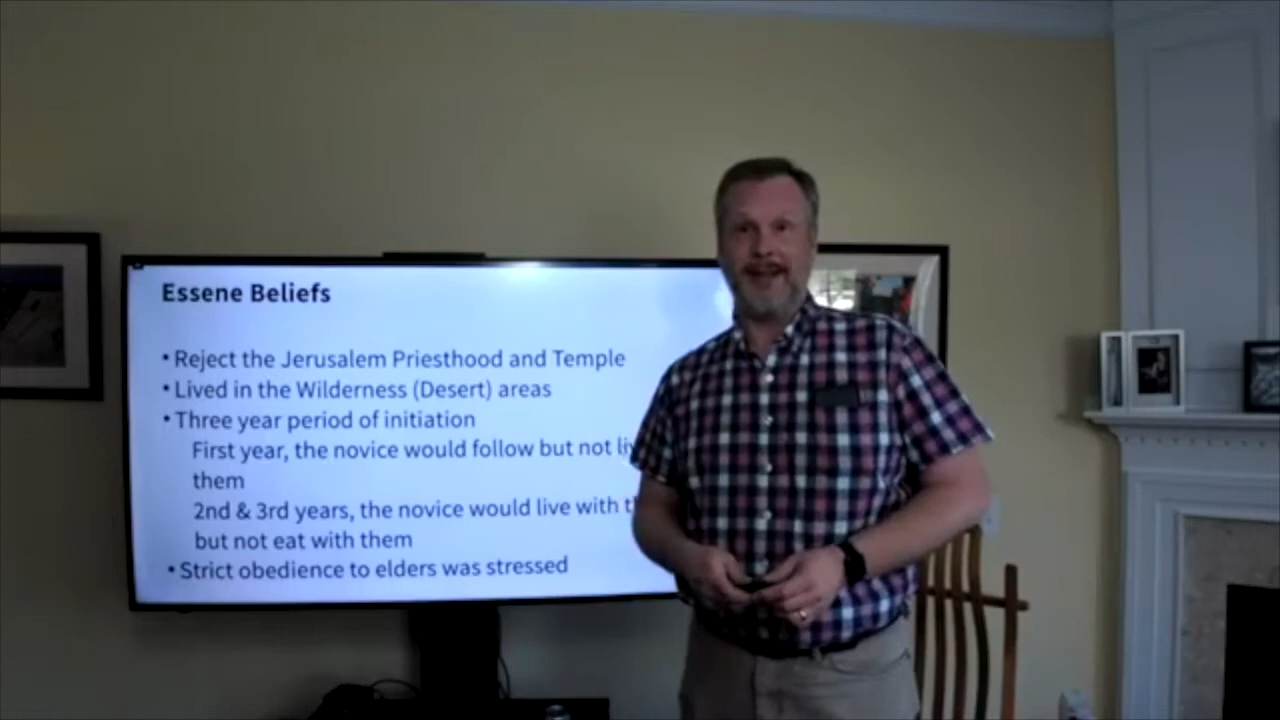 Essene Beliefs
• Reject the Jerusalem Priesthood and Temple
• Lived in the Wilderness (Desert) areas
• Three year period of initiation
First year, the novice would follow but not
them
2nd & 3rd years, the novice would live with
but not eat with them
• Strict obedience to elders was stressed